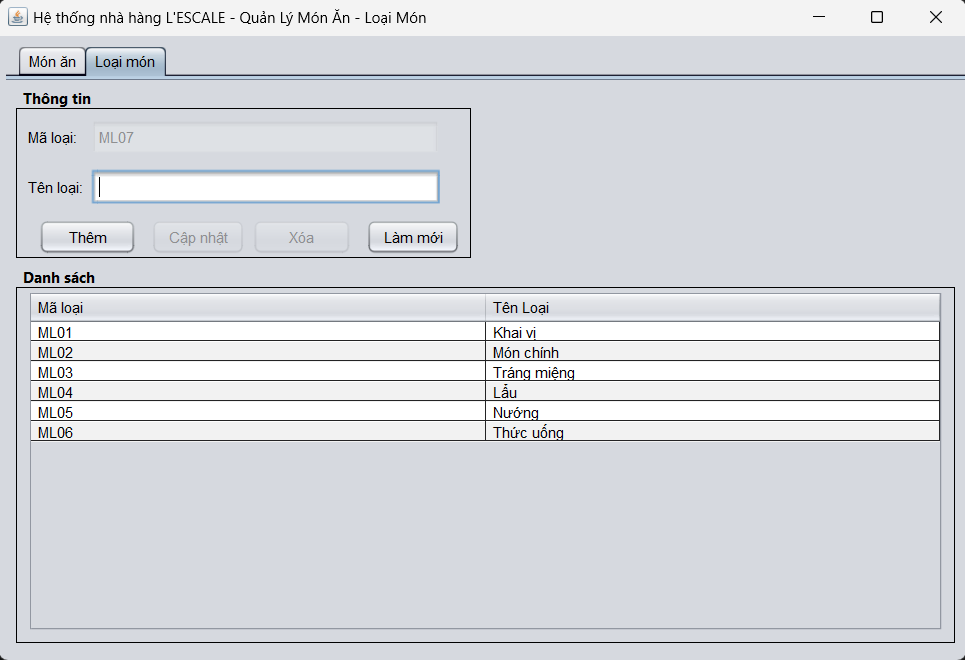 Hệ thống nhà hàng L'ESCALE - Quản Lý Món Ăn - Loại Món
Món ăn Loại món
Thông tin
Mã loại: ML07
Tên loại:
Thêm Cập nhật Xóa Làm mới
Danh sách
Mã loại Tên Loại
ML01 Khai vị
ML02 Món chính
ML03 Tráng miệng
ML04 Lẩu
ML05 Nướng
ML06 Thức uống